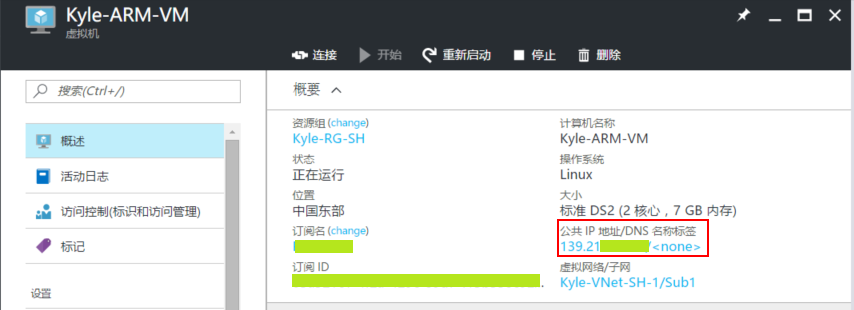 Kyle-ARM-VM
虚拟机
连接 开始 重新启动 停止 删除
搜索(Ctrl+/)
概述
活动日志
访问控制(标识和访问管理)
标记
设置
概要
资源组(change)
Kyle-RG-SH
计算机名称
Kyle-ARM-VM
状态
正在运行
操作系统
Linux
位置
中国东部
大小
标准 DS2 (2 核心，7 GB 内存)
订阅名(change)
公共 IP 地址/DNS 名称标签
139.21 /<none>
订阅 ID
虚拟网络/子网
Kyle-VNet-SH-1/Sub1